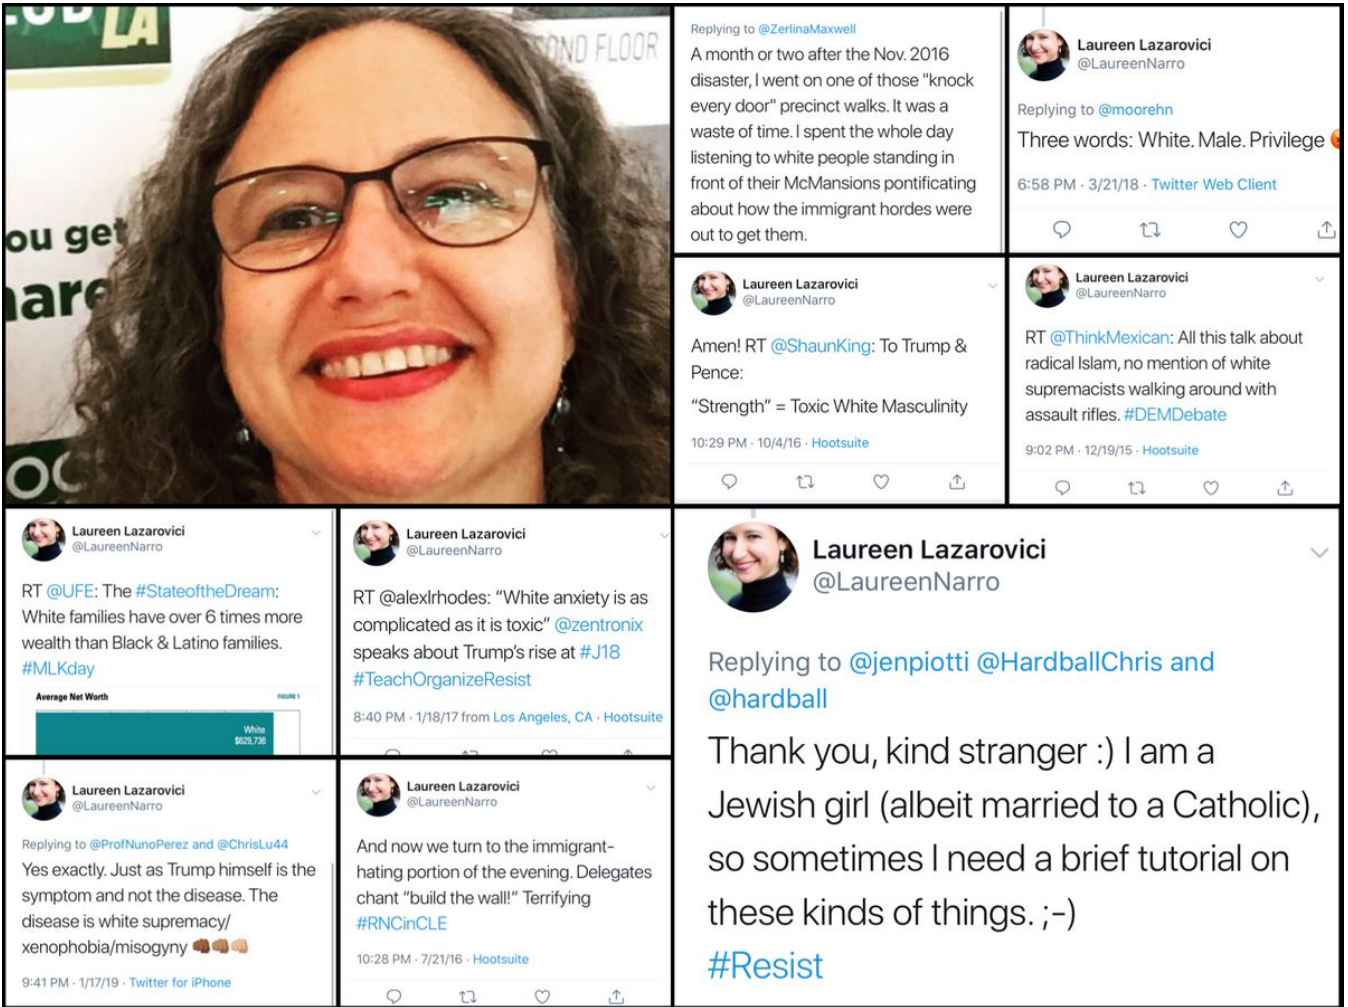 LA
COND FLOOR
ou get
hare
OC
Replying to @ZerlinaMaxwell
A month or two after the Nov. 2016
disaster, I went on one of those "knock
every door" precinct walks. It was a
waste of time. I spent the whole day
listening to white people standing in
front of their McMansions pontificating
about how the immigrant hordes were
out to get them.
Laureen Lazarovici
@LaureenNarro
Replying to @moorehn
Three words: White. Male. Privilege
6:58 PM · 3/21/18 · Twitter Web Client
Laureen Lazarovici
@LaureenNarro
Amen! RT @ShaunKing: To Trump &
Pence:
“Strength” = Toxic White Masculinity
10:29 PM · 10/4/16 · Hootsuite
Laureen Lazarovici
@LaureenNarro
RT @ThinkMexican: All this talk about
radical Islam, no mention of white
supremacists walking around with
assault rifles. #DEMDebate
9:02 PM · 12/19/15 · Hootsuite
Laureen Lazarovici
@LaureenNarro
RT @UFE: The #StateoftheDream:
White families have over 6 times more
wealth than Black & Latino families.
#MLKday
Average Net Worth
FIGURE 1
White
$629,736
Laureen Lazarovici
@LaureenNarro
RT @alexlrhodes: “White anxiety is as
complicated as it is toxic” @zentronix
speaks about Trump’s rise at #J18
#TeachOrganizeResist
8:40 PM · 1/18/17 from Los Angeles, CA · Hootsuite
Laureen Lazarovici
@LaureenNarro
Replying to @ProfNunoPerez and @ChrisLu44
Yes exactly. Just as Trump himself is the
symptom and not the disease. The
disease is white supremacy/
xenophobia/misogyny 👊🏾👊🏽👊🏼
9:41 PM · 1/17/19 · Twitter for iPhone
Laureen Lazarovici
@LaureenNarro
And now we turn to the immigrant-
hating portion of the evening. Delegates
chant “build the wall!” Terrifying
#RNCinCLE
10:28 PM · 7/21/16 · Hootsuite
Laureen Lazarovici
@LaureenNarro
Replying to @jenpiotti @HardballChris and
@hardball
Thank you, kind stranger :) I am a
Jewish girl (albeit married to a Catholic),
so sometimes I need a brief tutorial on
these kinds of things. ;-)
#Resist